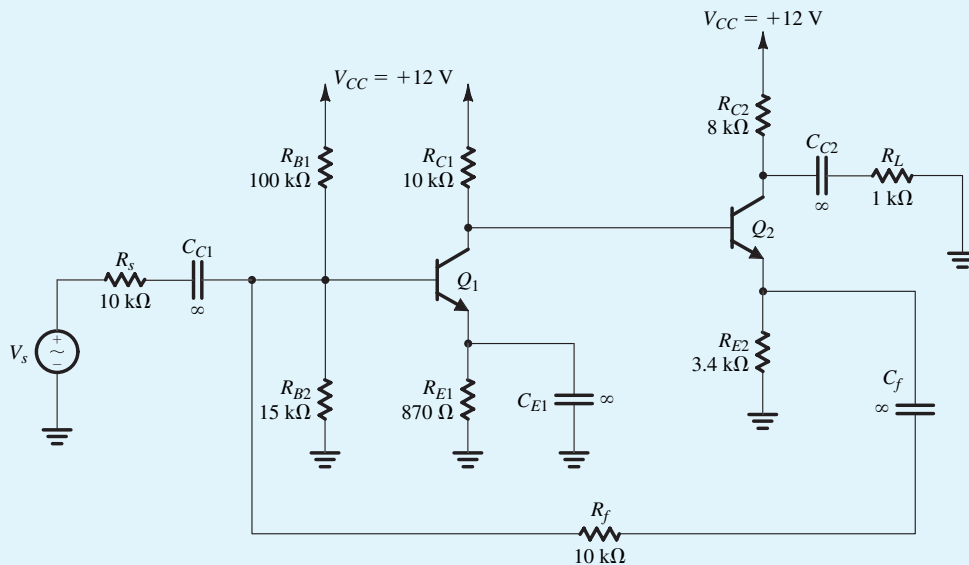 V_CC = +12 V
V_CC = +12 V
R_C2
8 kΩ
C_C2
∞
R_L
1 kΩ
R_B1
100 kΩ
R_C1
10 kΩ
Q_2
R_s
10 kΩ
C_C1
∞
Q_1
V_s
+
~
−
R_B2
15 kΩ
R_E1
870 Ω
C_E1
∞
R_E2
3.4 kΩ
C_f
∞
R_f
10 kΩ